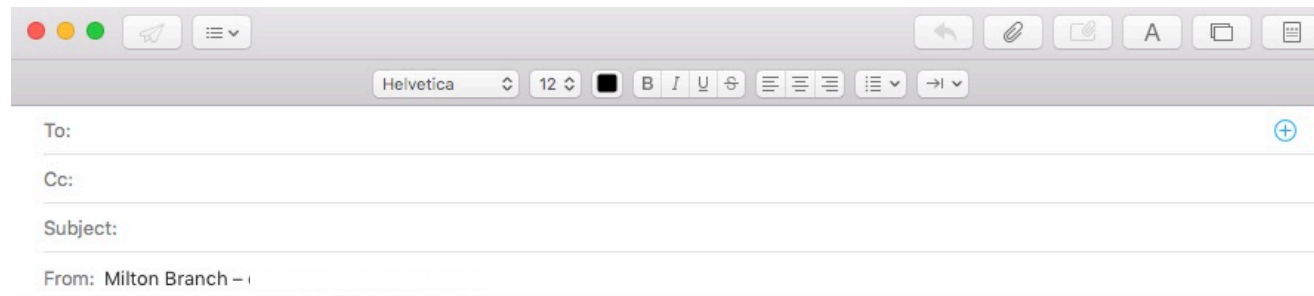 Helvetica 12 B I U S
To:
Cc:
Subject:
From: Milton Branch –